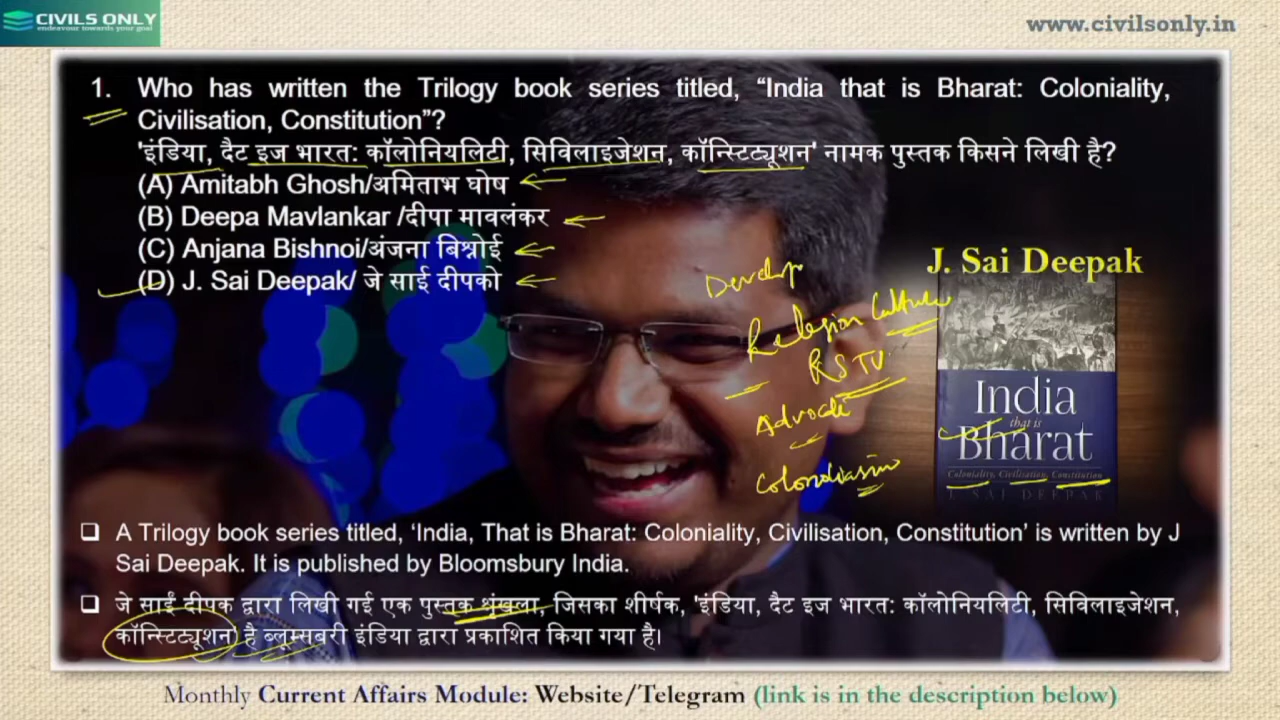 CIVILS ONLY
endeavour towards your goal
www.civilsonly.in
1. Who has written the Trilogy book series titled, “India that is Bharat: Coloniality,
Civilisation, Constitution”?
'इंडिया, दैट इज भारत: कॉलोनियलिटी, सिविलाइजेशन, कॉन्स्टिट्यूशन' नामक पुस्तक किसने लिखी है?
(A) Amitabh Ghosh/अमिताभ घोष
(B) Deepa Mavlankar /दीपा मावलंकर
(C) Anjana Bishnoi/अंजना बिश्नोई
(D) J. Sai Deepak/ जे साई दीपको
J. Sai Deepak
Develop
Religion Culture
RSTV
Advocate
India
that is
Bharat
Coloniality, Civilisation, Constitution
J SAI DEEPAK
❑ A Trilogy book series titled, ‘India, That is Bharat: Coloniality, Civilisation, Constitution’ is written by J
Sai Deepak. It is published by Bloomsbury India.
❑ जे साईं दीपक द्वारा लिखी गई एक पुस्तक श्रृंखला, जिसका शीर्षक, 'इंडिया, दैट इज भारत: कॉलोनियलिटी, सिविलाइजेशन,
कॉन्स्टिट्यूशन' है ब्लूम्सबरी इंडिया द्वारा प्रकाशित किया गया है।
Monthly Current Affairs Module: Website/Telegram (link is in the description below)